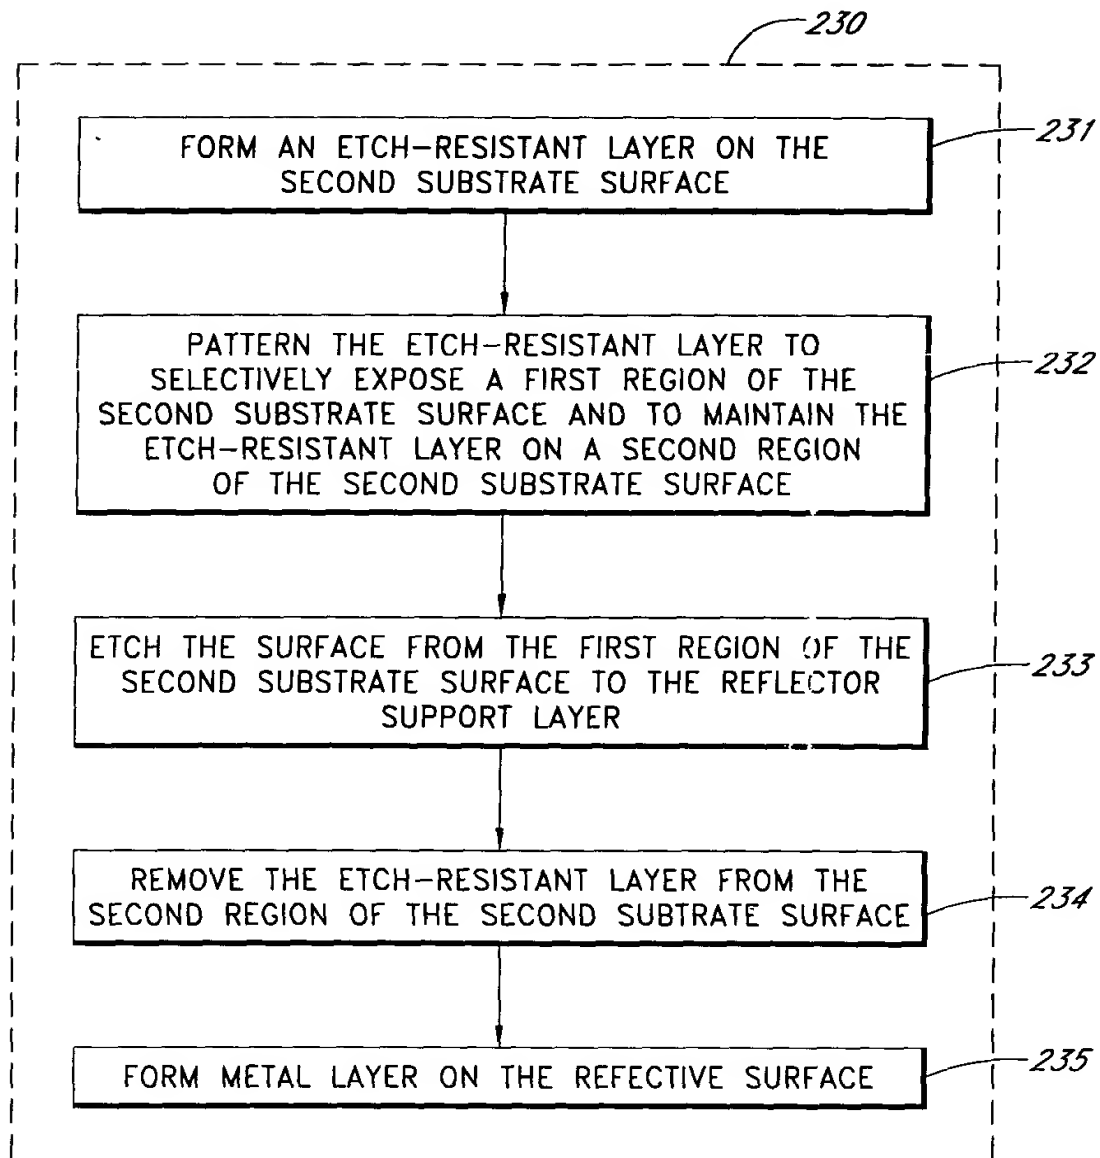 230
FORM AN ETCH-RESISTANT LAYER ON THE
SECOND SUBSTRATE SURFACE
231
PATTERN THE ETCH-RESISTANT LAYER TO
SELECTIVELY EXPOSE A FIRST REGION OF THE
SECOND SUBSTRATE SURFACE AND TO MAINTAIN THE
ETCH-RESISTANT LAYER ON A SECOND REGION
OF THE SECOND SUBSTRATE SURFACE
232
ETCH THE SURFACE FROM THE FIRST REGION OF THE
SECOND SUBSTRATE SURFACE TO THE REFLECTOR
SUPPORT LAYER
233
REMOVE THE ETCH-RESISTANT LAYER FROM THE
SECOND REGION OF THE SECOND SUBTRATE SURFACE
234
FORM METAL LAYER ON THE REFECTIVE SURFACE
235